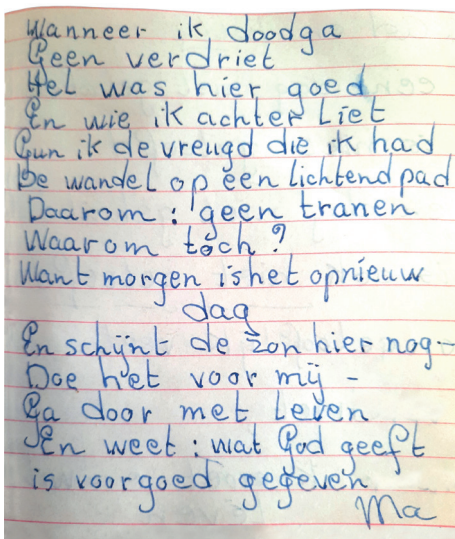 Wanneer ik doodga
Geen verdriet
Het was hier goed
En wie ik achter liet
Gun ik de vreugd die ik had
De wandel op een lichtend pad
Daarom : geen tranen
Waarom tóch ?
Want morgen is het opnieuw
dag
En schijnt de zon hier nog-
Doe het voor mij -
Ga door met leven
En weet : wat God geeft
is voorgoed gegeven
Ma